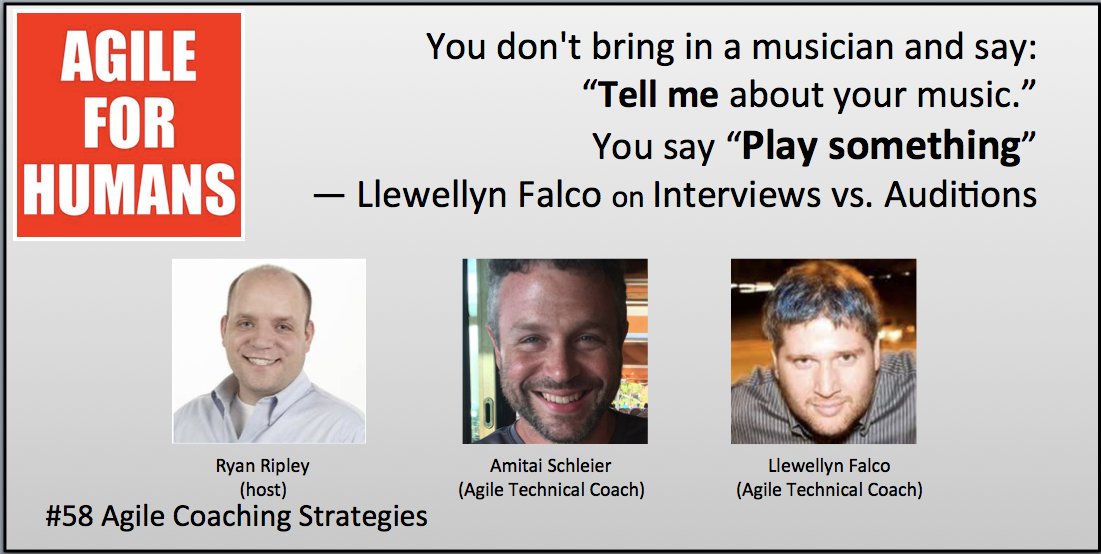 AGILE
FOR
HUMANS
You don't bring in a musician and say:
“Tell me about your music.”
You say “Play something”
— Llewellyn Falco on Interviews vs. Auditions
Ryan Ripley
(host)
Amitai Schleier
(Agile Technical Coach)
Llewellyn Falco
(Agile Technical Coach)
#58 Agile Coaching Strategies